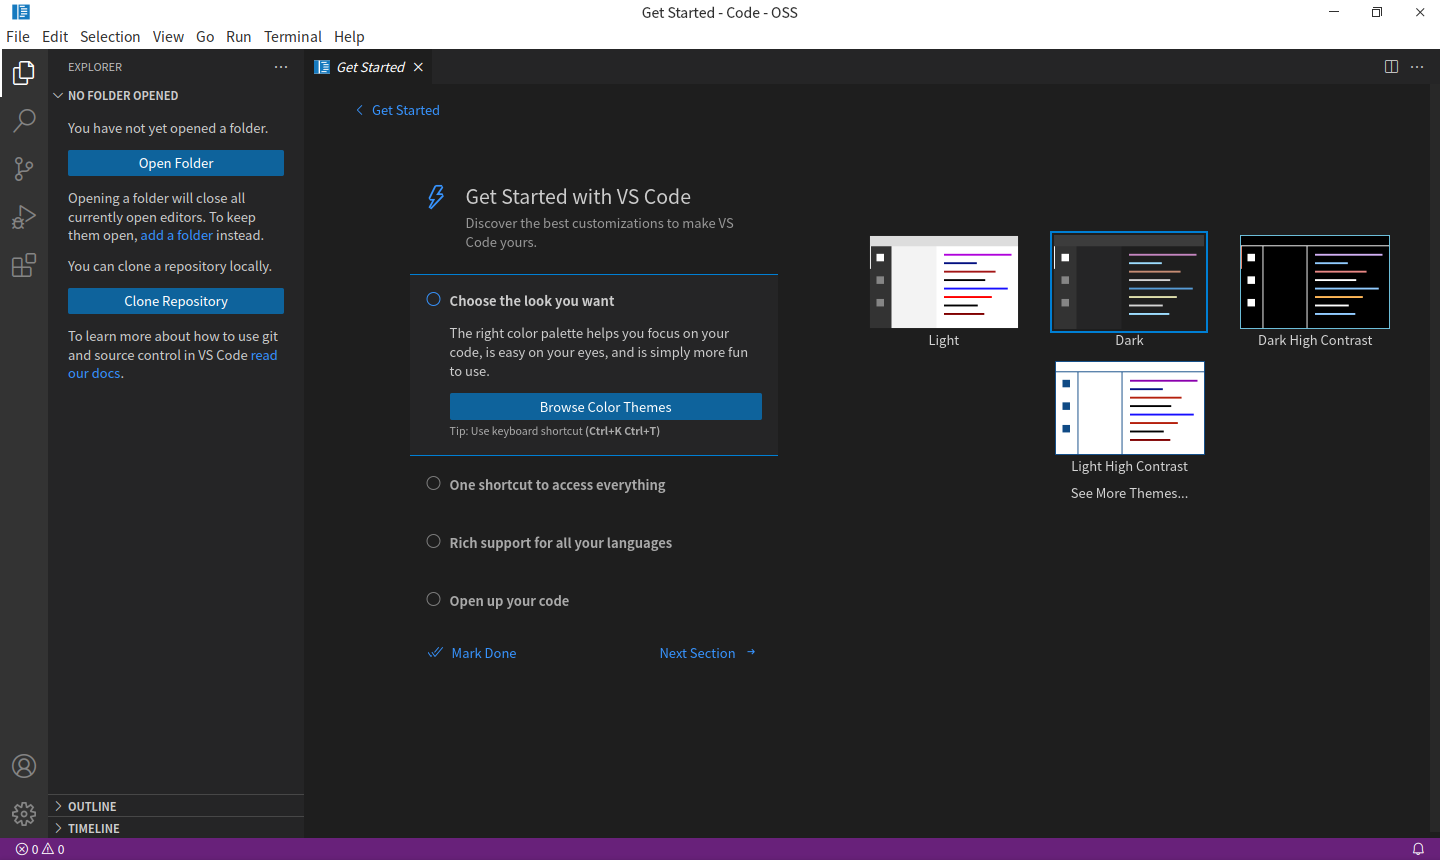 Get Started - Code - OSS
File Edit Selection View Go Run Terminal Help
EXPLORER
Get Started
NO FOLDER OPENED
You have not yet opened a folder.
Open Folder
Opening a folder will close all
currently open editors. To keep
them open, add a folder instead.
You can clone a repository locally.
Clone Repository
To learn more about how to use git
and source control in VS Code read
our docs.
OUTLINE
TIMELINE
Get Started
Get Started with VS Code
Discover the best customizations to make VS
Code yours.
Choose the look you want
The right color palette helps you focus on your
code, is easy on your eyes, and is simply more fun
to use.
Browse Color Themes
Tip: Use keyboard shortcut (Ctrl+K Ctrl+T)
One shortcut to access everything
Rich support for all your languages
Open up your code
Mark Done
Next Section
Light
Dark
Dark High Contrast
Light High Contrast
See More Themes...
0 0